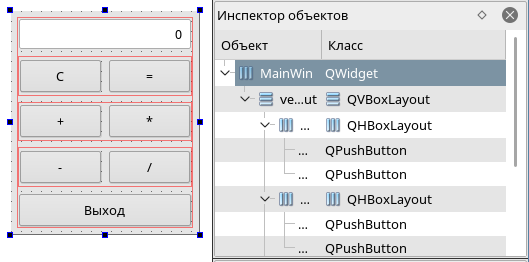 0
C =
+ *
- /
Выход
Инспектор объектов
Объект Класс
MainWin QWidget
ve...ut QVBoxLayout
... QHBoxLayout
... QPushButton
... QPushButton
... QHBoxLayout
... QPushButton
... QPushButton